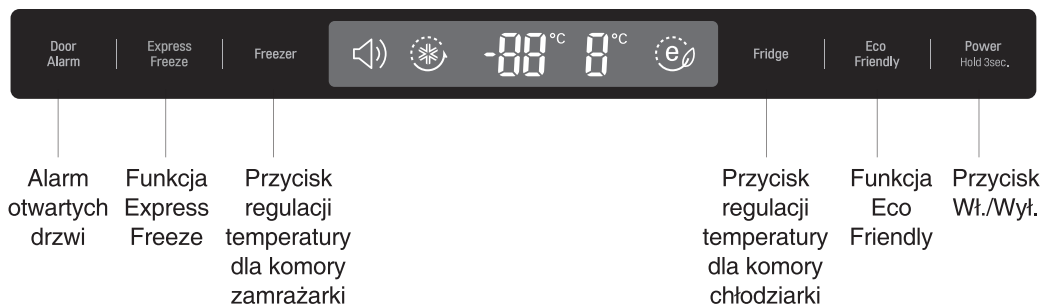 Door
Alarm
Express
Freeze
Freezer
-88°C 8°C
e
Fridge
Eco
Friendly
Power
Hold 3sec.
Alarm
otwartych
drzwi
Funkcja
Express
Freeze
Przycisk
regulacji
temperatury
dla komory
zamrażarki
Przycisk
regulacji
temperatury
dla komory
chłodziarki
Funkcja
Eco
Friendly
Przycisk
Wł./Wył.